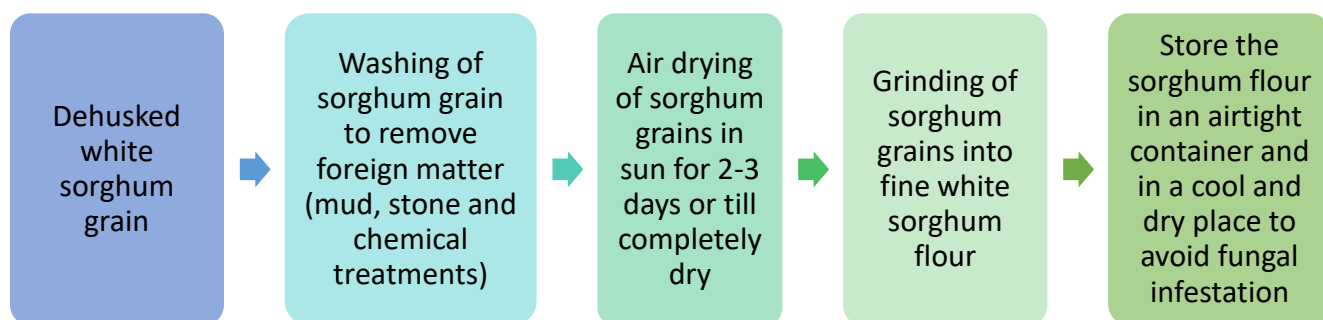 Dehusked
white
sorghum
grain
Washing of
sorghum grain
to remove
foreign matter
(mud, stone and
chemical
treatments)
Air drying
of sorghum
grains in
sun for 2-3
days or till
completely
dry
Grinding of
sorghum
grains into
fine white
sorghum
flour
Store the
sorghum flour
in an airtight
container and
in a cool and
dry place to
avoid fungal
infestation